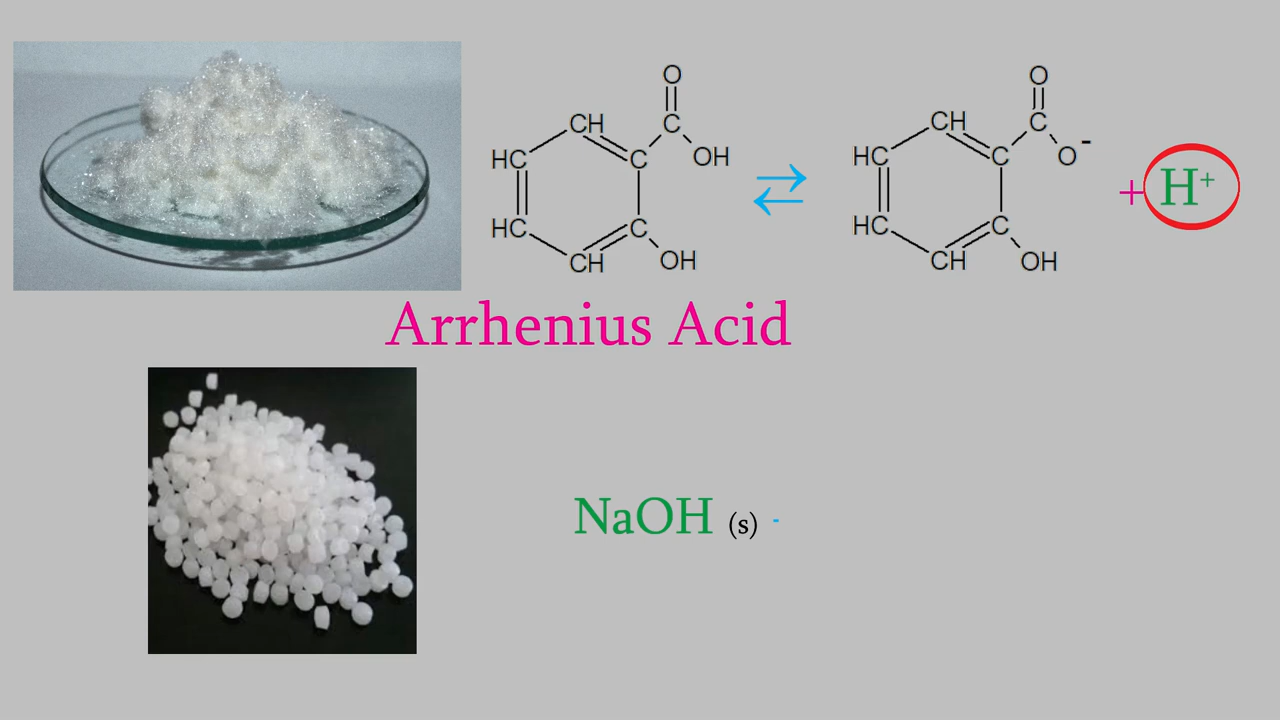 O O
CH C CH C
HC C OH ⇄ HC C O - + H+
HC C HC C
CH OH CH OH
Arrhenius Acid
NaOH (s) -